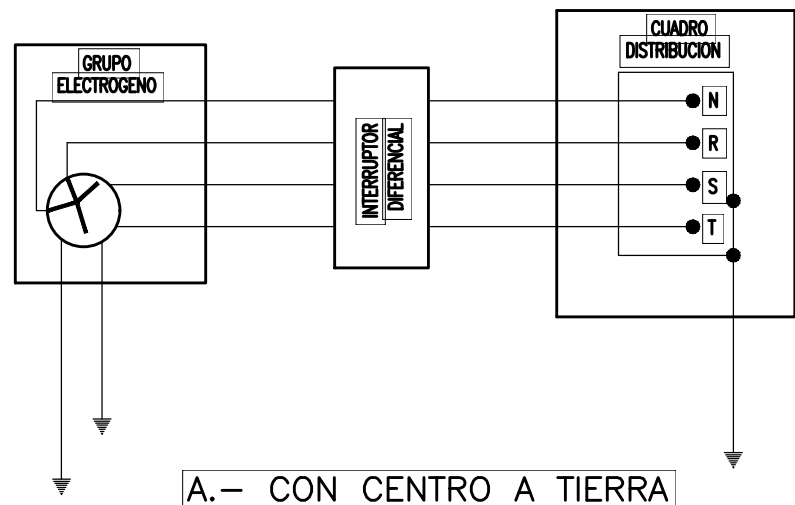 GRUPO
ELECTROGENO
INTERRUPTOR
DIFERENCIAL
CUADRO
DISTRIBUCION
N
R
S
T
A.- CON CENTRO A TIERRA